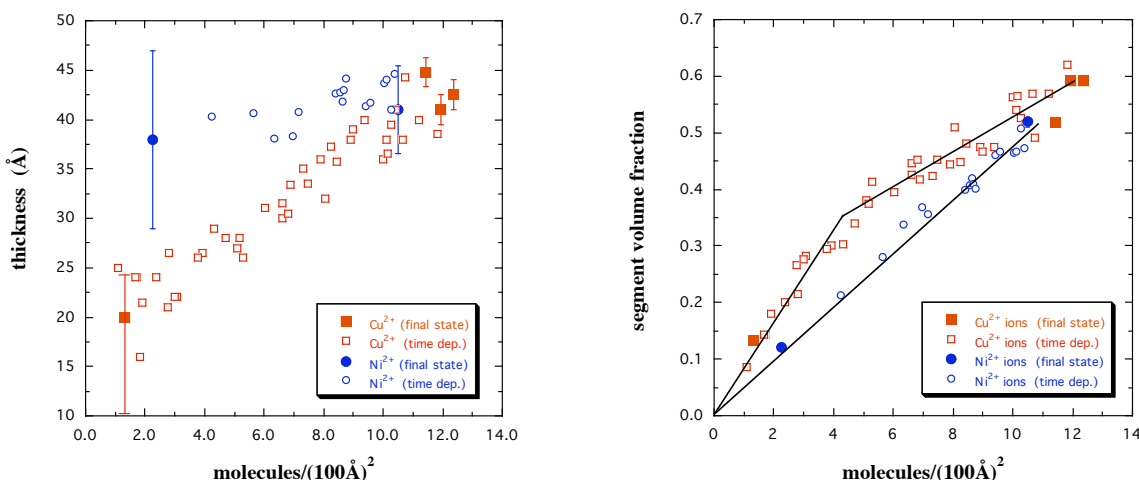 50
45
40
35
30
25
20
15
10
thickness (Å)
0.0 2.0 4.0 6.0 8.0 10.0 12.0 14.0
molecules/(100Å)²
Cu²⁺ (final state)
Cu²⁺ (time dep.)
Ni²⁺ (final state)
Ni²⁺ (time dep.)
0.7
0.6
0.5
0.4
0.3
0.2
0.1
0.0
segment volume fraction
0 2 4 6 8 10 12 14
molecules/(100Å)²
Cu²⁺ ions (final state)
Cu²⁺ ions (time dep.)
Ni²⁺ ions (final state)
Ni²⁺ ions (time dep.)